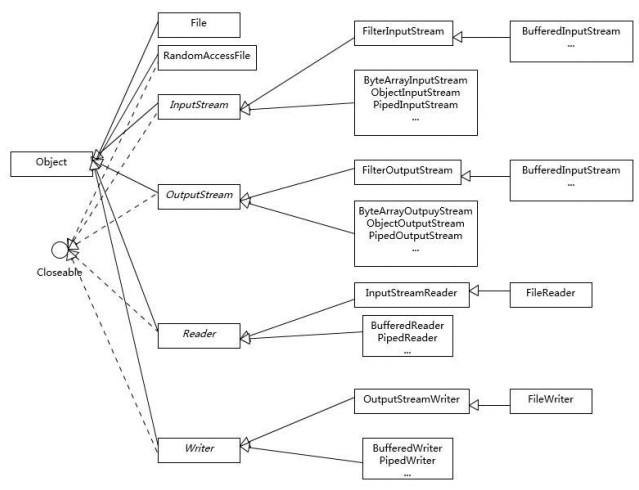 File
RandomAccessFile
InputStream
Object
OutputStream
Closeable
Reader
Writer
FilterInputStream
BufferedInputStream
...
ByteArrayInputStream
ObjectInputStream
PipedInputStream
...
FilterOutputStream
BufferedInputStream
...
ByteArrayOutpuyStream
ObjectOutputStream
PipedOutputStream
...
InputStreamReader
FileReader
BufferedReader
PipedReader
...
OutputStreamWriter
FileWriter
BufferedWriter
PipedWriter
...